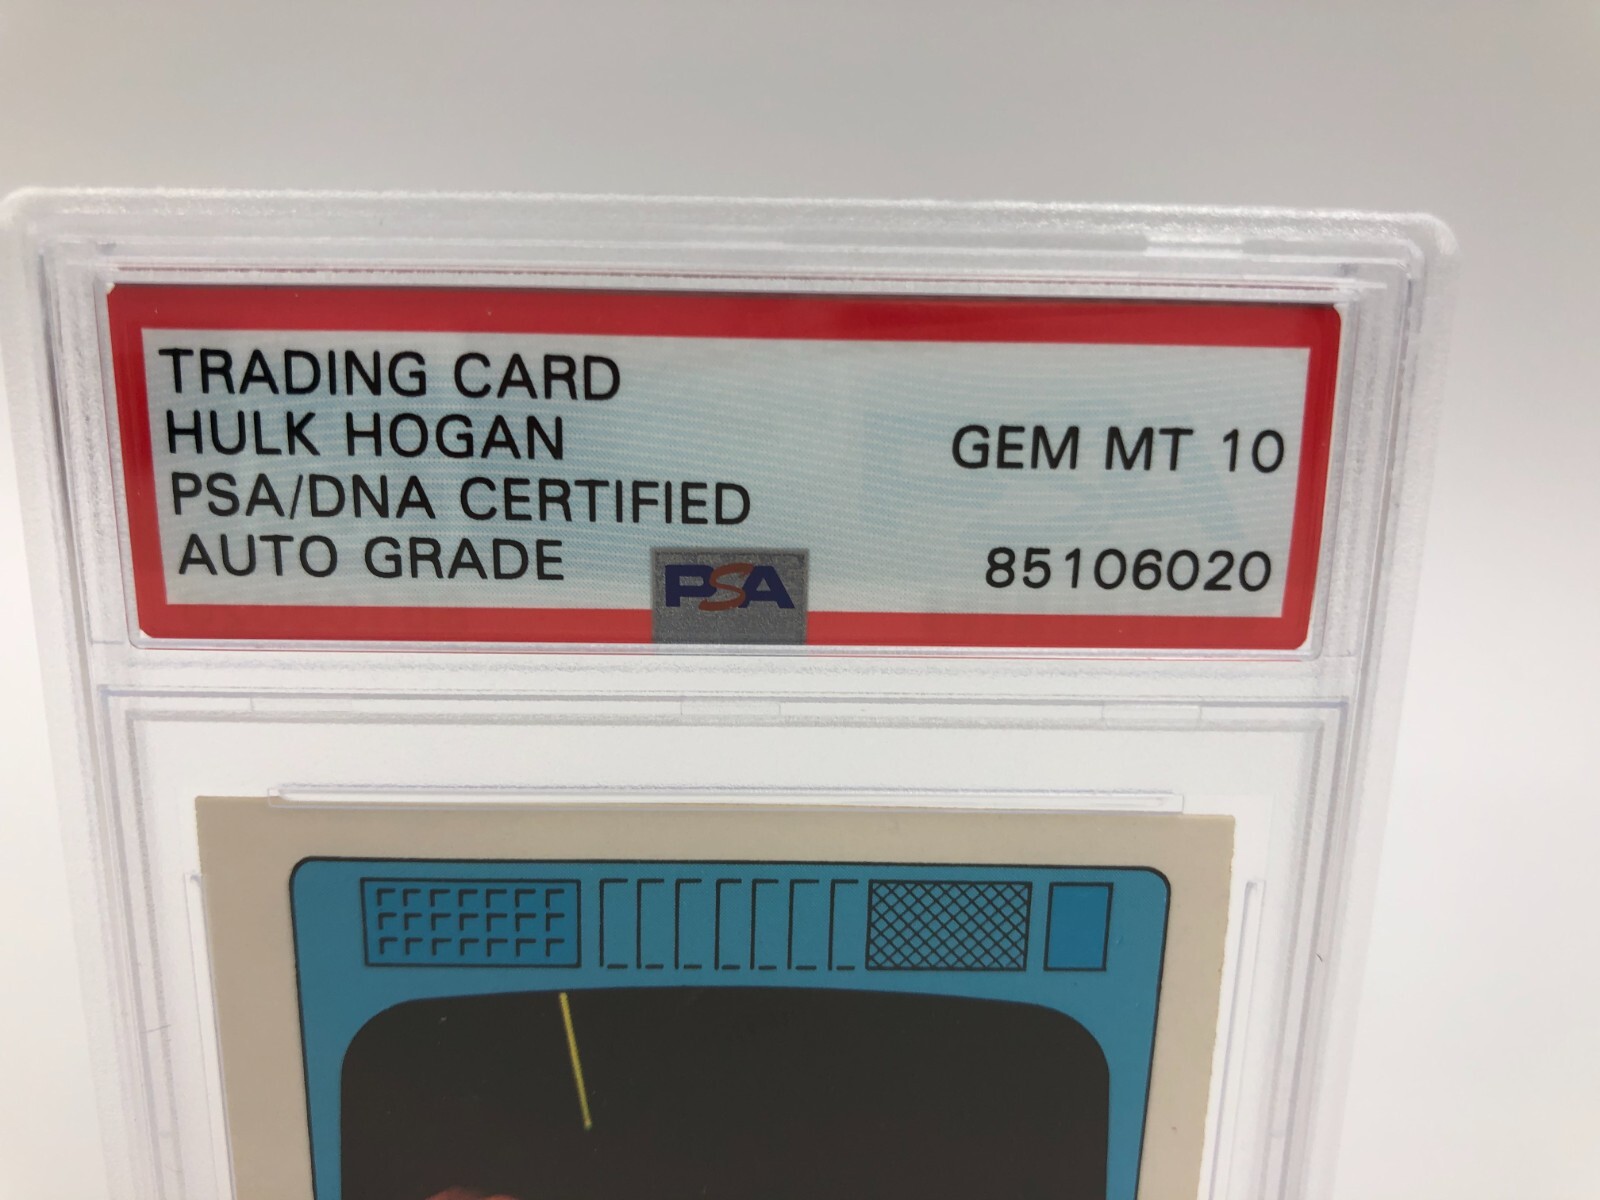 TRADING CARD
HULK HOGAN
PSA/DNA CERTIFIED
AUTO GRADE
GEM MT 10
85106020
PSA